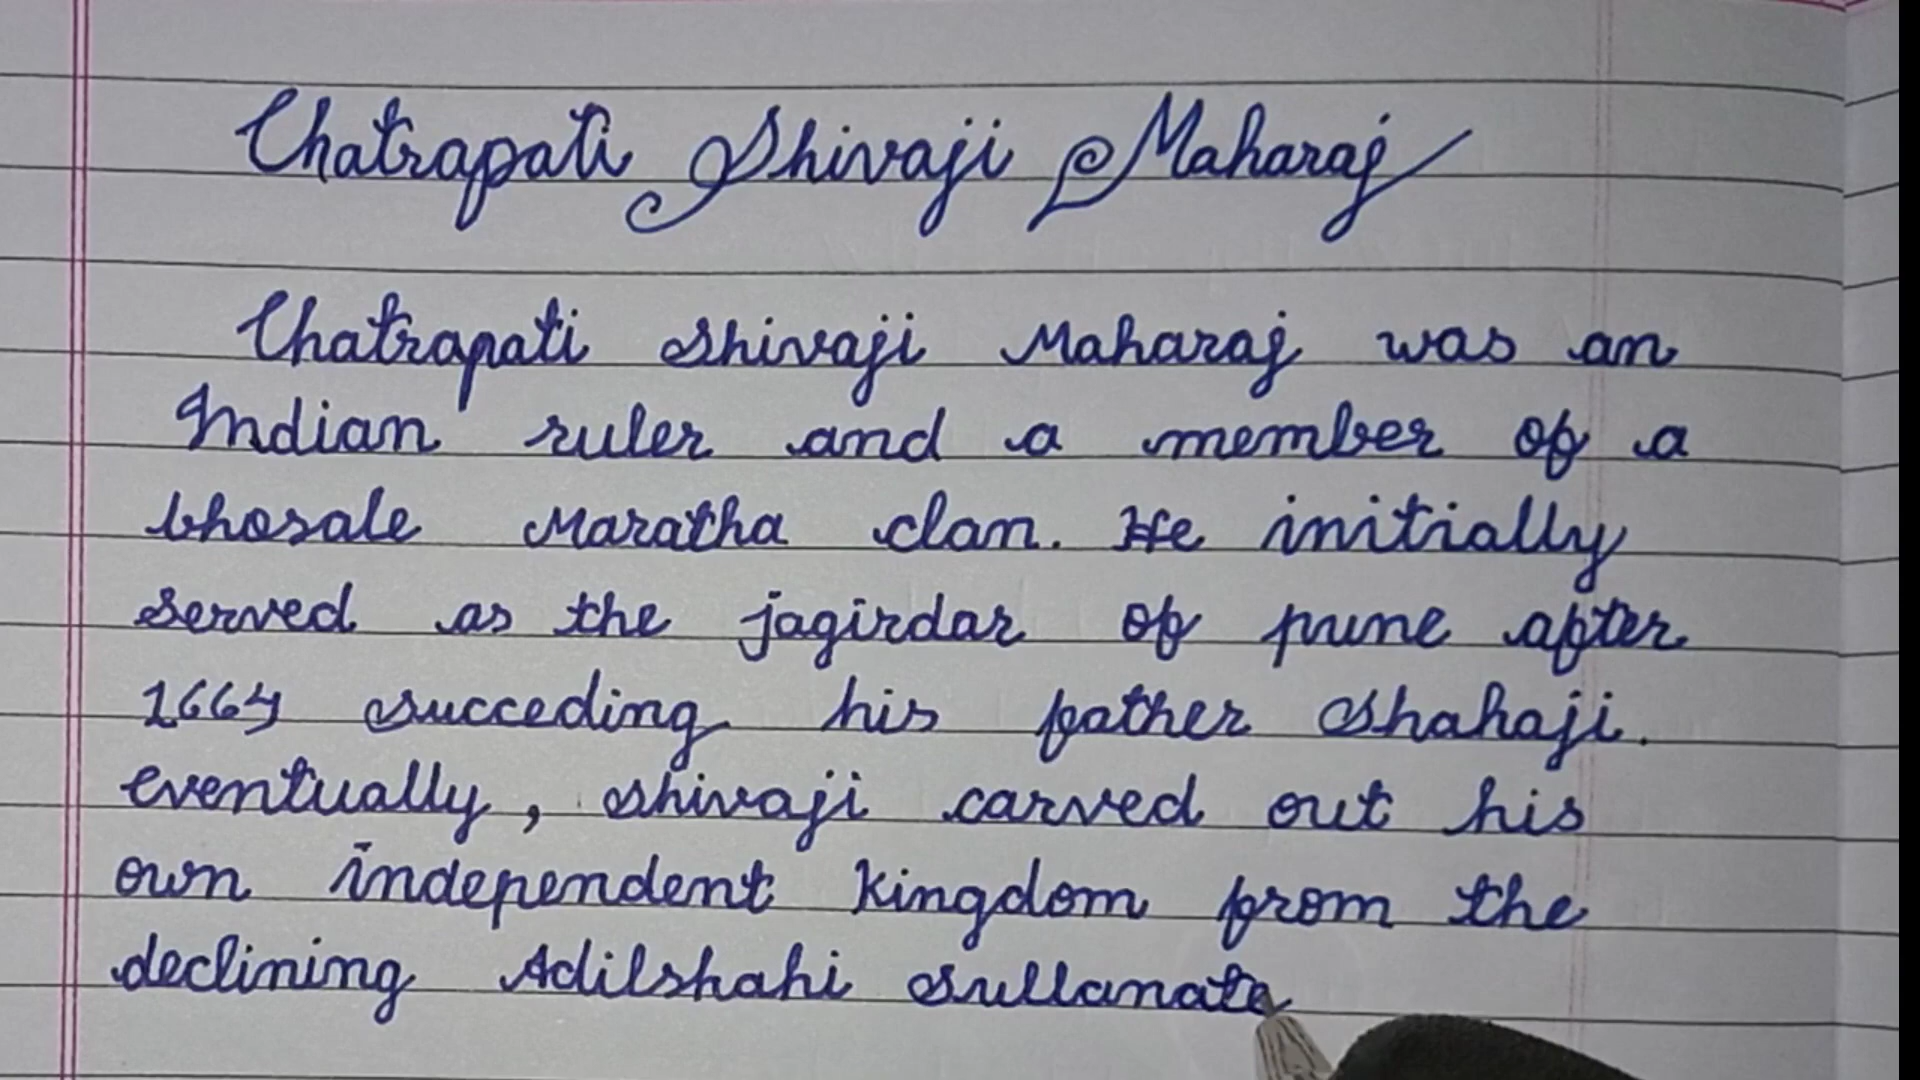 Chatrapati Shivaji Maharaj
Chatrapati Shivaji Maharaj was an
Indian ruler and a member of a
bhosale Maratha clan. He initially
served as the jagirdar of pune after
1664 succeding his father Shahaji.
eventually, Shivaji carved out his
own independent kingdom from the
declining Adilshahi Sullanate